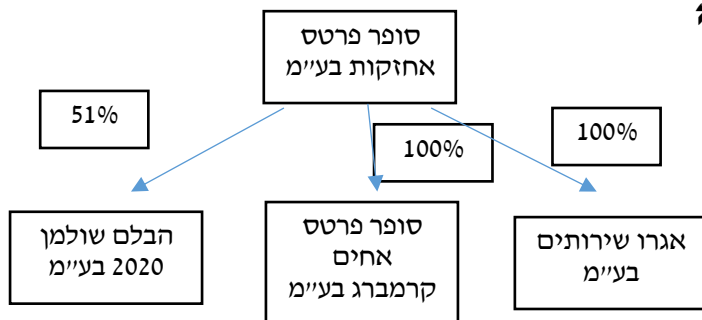 סופר פרטס
אחזקות בע״מ
100%
100%
51%
אגרו שירותים
בע״מ
סופר פרטס
אחים
קרמברג בע״מ
הבלם שולמן
2020 בע״מ